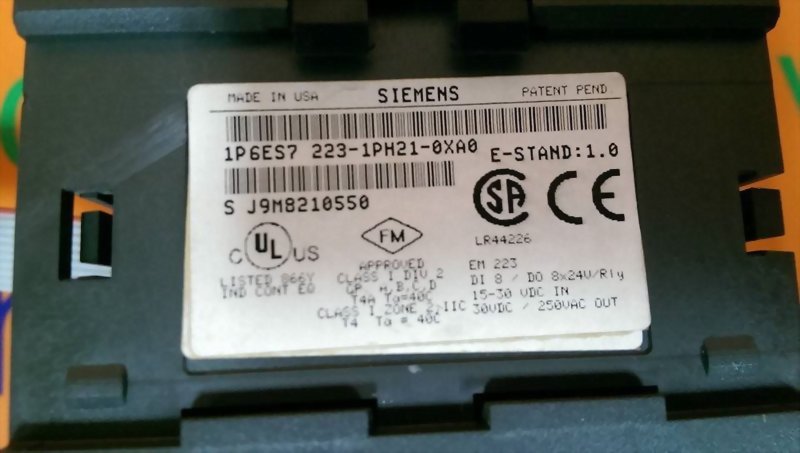 MADE IN USA SIEMENS PATENT PEND
1P6ES7 223-1PH21-0XA0 E-STAND:1.0
S J9M8210550
SA CE
C UL US
FM
LR44226
LISTED 866Y
IND CONT EQ
APPROVED
CLASS I DIV 2
GP. A,B,C,D
T4A Ta=40C
CLASS I ZONE 2,IIC
T4 Ta = 40C
EM 223
DI 8 / DO 8x24V/Rly
15-30 VDC IN
30VDC / 250VAC OUT